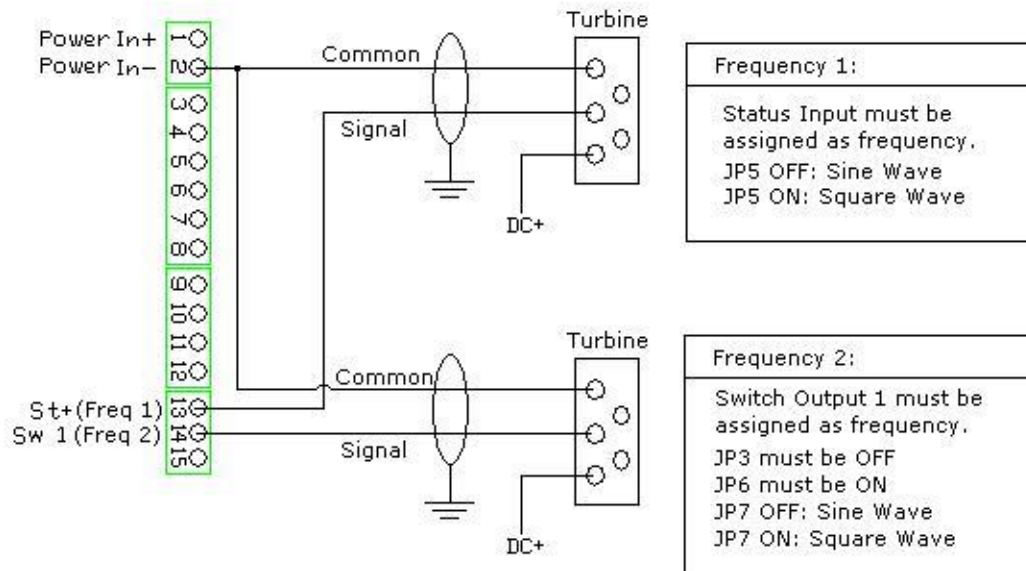 Turbine
Power In+ 1
Power In- 2
Common
Signal
DC+
3
4
5
6
7
8
9
10
11
12
St+(Freq 1) 13
Sw 1(Freq 2) 14
15
Turbine
Common
Signal
DC+
Frequency 1:
Status Input must be
assigned as frequency.
JP5 OFF: Sine Wave
JP5 ON: Square Wave
Frequency 2:
Switch Output 1 must be
assigned as frequency.
JP3 must be OFF
JP6 must be ON
JP7 OFF: Sine Wave
JP7 ON: Square Wave